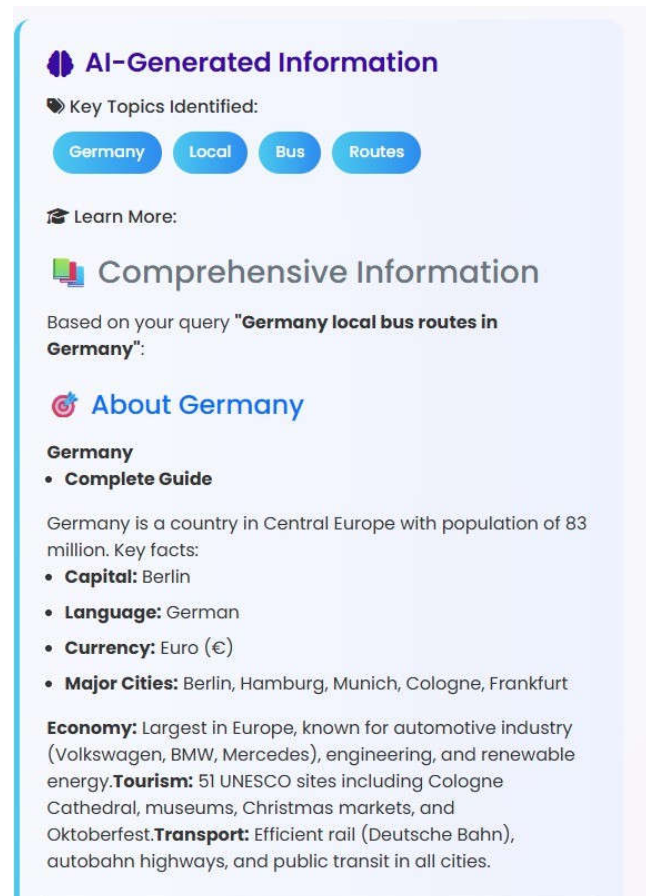 AI-Generated Information
Key Topics Identified:
Germany Local Bus Routes
Learn More:
Comprehensive Information
Based on your query "Germany local bus routes in
Germany":
About Germany
Germany
• Complete Guide
Germany is a country in Central Europe with population of 83
million. Key facts:
• Capital: Berlin
• Language: German
• Currency: Euro (€)
• Major Cities: Berlin, Hamburg, Munich, Cologne, Frankfurt
Economy: Largest in Europe, known for automotive industry
(Volkswagen, BMW, Mercedes), engineering, and renewable
energy.Tourism: 51 UNESCO sites including Cologne
Cathedral, museums, Christmas markets, and
Oktoberfest.Transport: Efficient rail (Deutsche Bahn),
autobahn highways, and public transit in all cities.